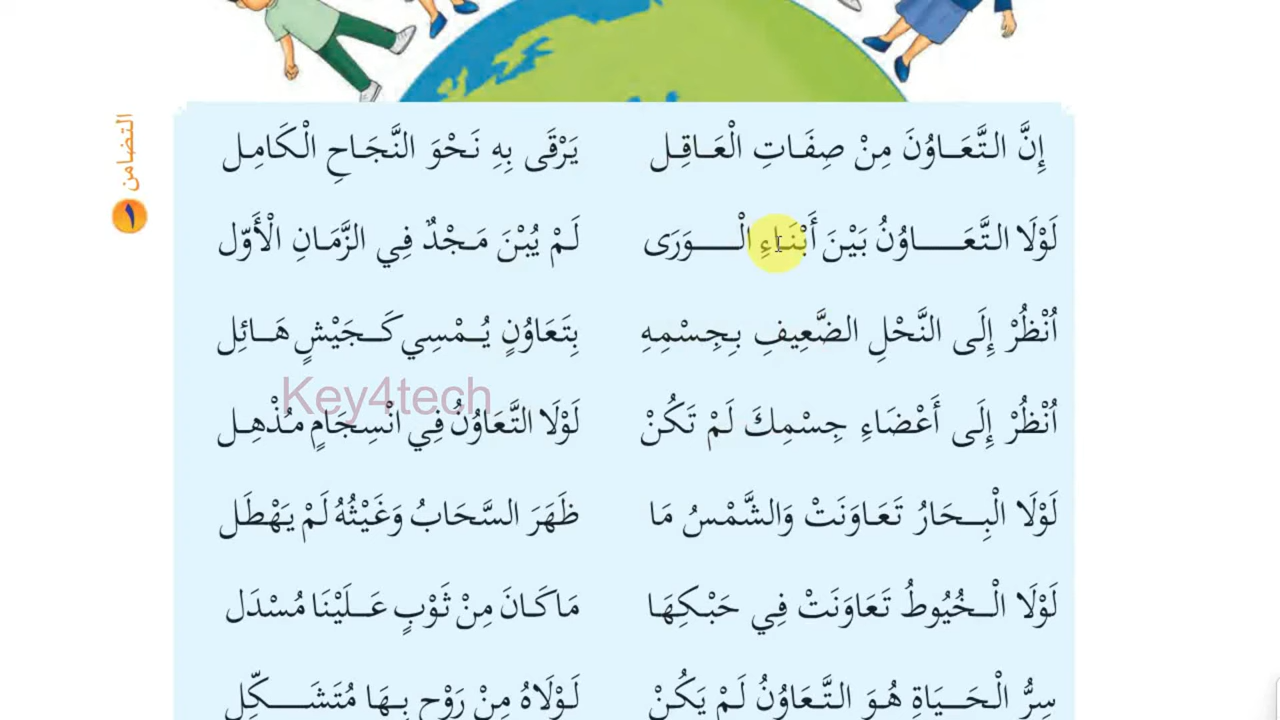 إِنَّ التَّعَاوُنَ مِنْ صِفَاتِ الْعَاقِلِ يَرْقَى بِهِ نَحْوَ النَّجَاحِ الْكَامِلِ
لَوْلَا التَّعَاوُنُ بَيْنَ أَبْنَاءِ الْوَرَى لَمْ يُبْنَ مَجْدٌ فِي الزَّمَانِ الْأَوّل
اُنْظُرْ إِلَى النَّحْلِ الضَّعِيفِ بِجِسْمِهِ بِتَعَاوُنٍ يُمْسِي كَجَيْشٍ هَائِلِ
اُنْظُرْ إِلَى أَعْضَاءِ جِسْمِكَ لَمْ تَكُنْ لَوْلَا التَّعَاوُنُ فِي انْسِجَامٍ مُذْهِلِ
لَوْلَا الْبِحَارُ تَعَاوَنَتْ وَالشَّمْسُ مَا ظَهَرَ السَّحَابُ وَغَيْثُهُ لَمْ يَهْطَل
لَوْلَا الْخُيُوطُ تَعَاوَنَتْ فِي حَبْكِهَا مَا كَانَ مِنْ ثَوْبٍ عَلَيْنَا مُسْدَل
سِرُّ الْحَيَاةِ هُوَ التَّعَاوُنُ لَمْ يَكُنْ لَوْلَاهُ مِنْ رَوْحٍ بِهَا مُتَشَكِّلِ
التضامن
١
Key4tech